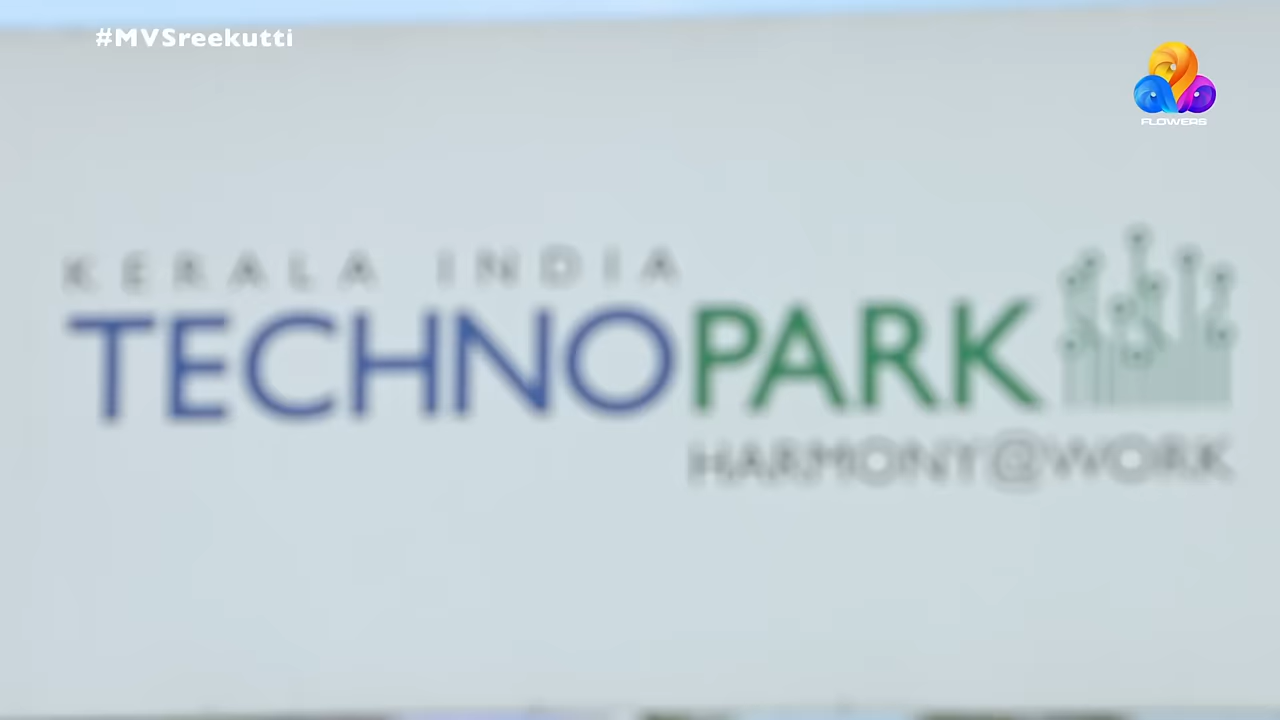 #MVSreekutti
FLOWERS
KERALA INDIA
TECHNOPARK
HARMONY@WORK